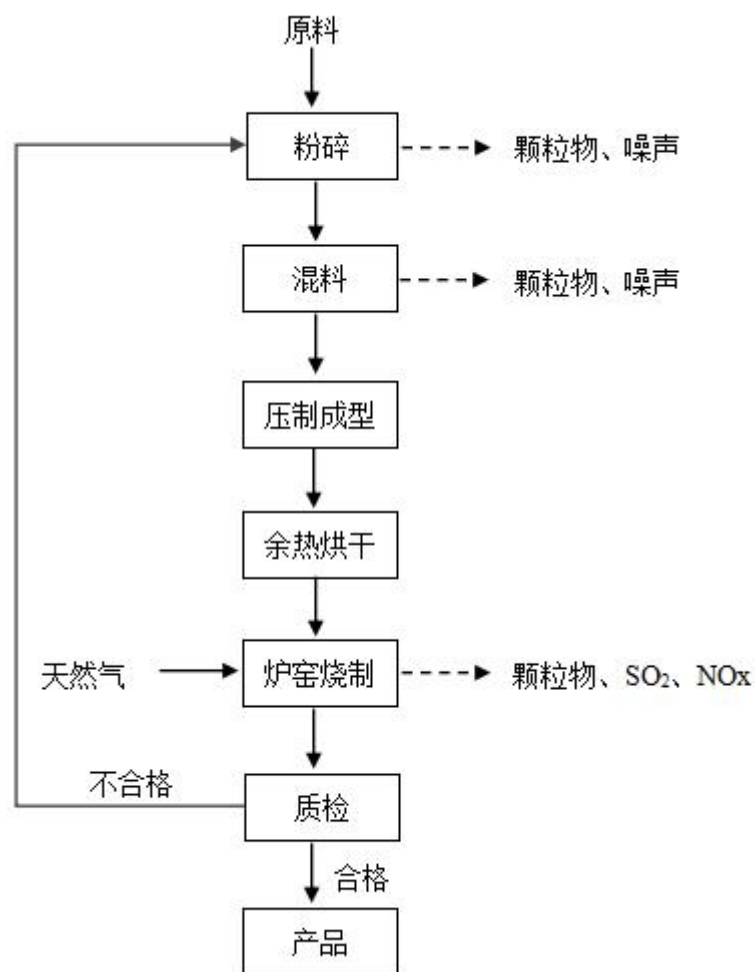 原料
粉碎
颗粒物、噪声
混料
颗粒物、噪声
压制成型
余热烘干
天然气
炉窑烧制
颗粒物、SO₂、NOx
不合格
质检
合格
产品